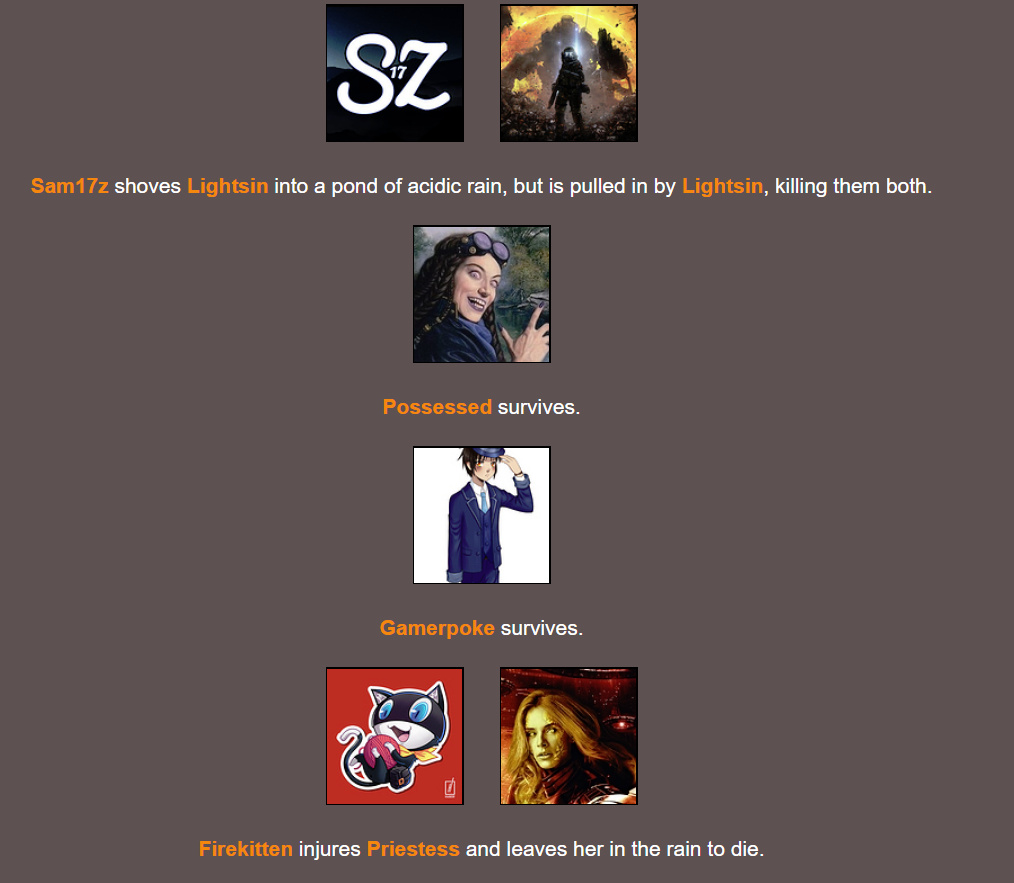 SZ
17
Sam17z shoves Lightsin into a pond of acidic rain, but is pulled in by Lightsin, killing them both.
Possessed survives.
Gamerpoke survives.
Firekitten injures Priestess and leaves her in the rain to die.